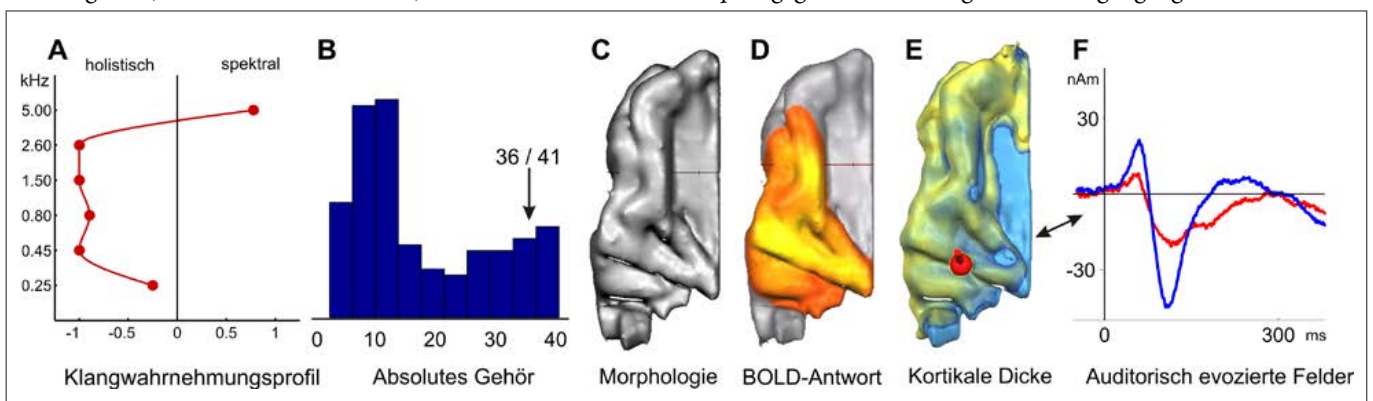 A
holistisch spektral
kHz
5.00
2.60
1.50
0.80
0.45
0.25
-1 -0.5 0 0.5 1
Klangwahrnehmungsprofil
B
36 / 41
0 10 20 30 40
Absolutes Gehör
C
Morphologie
D
BOLD-Antwort
E
Kortikale Dicke
F
nAm
30
-30
0 300 ms
Auditorisch evozierte Felder